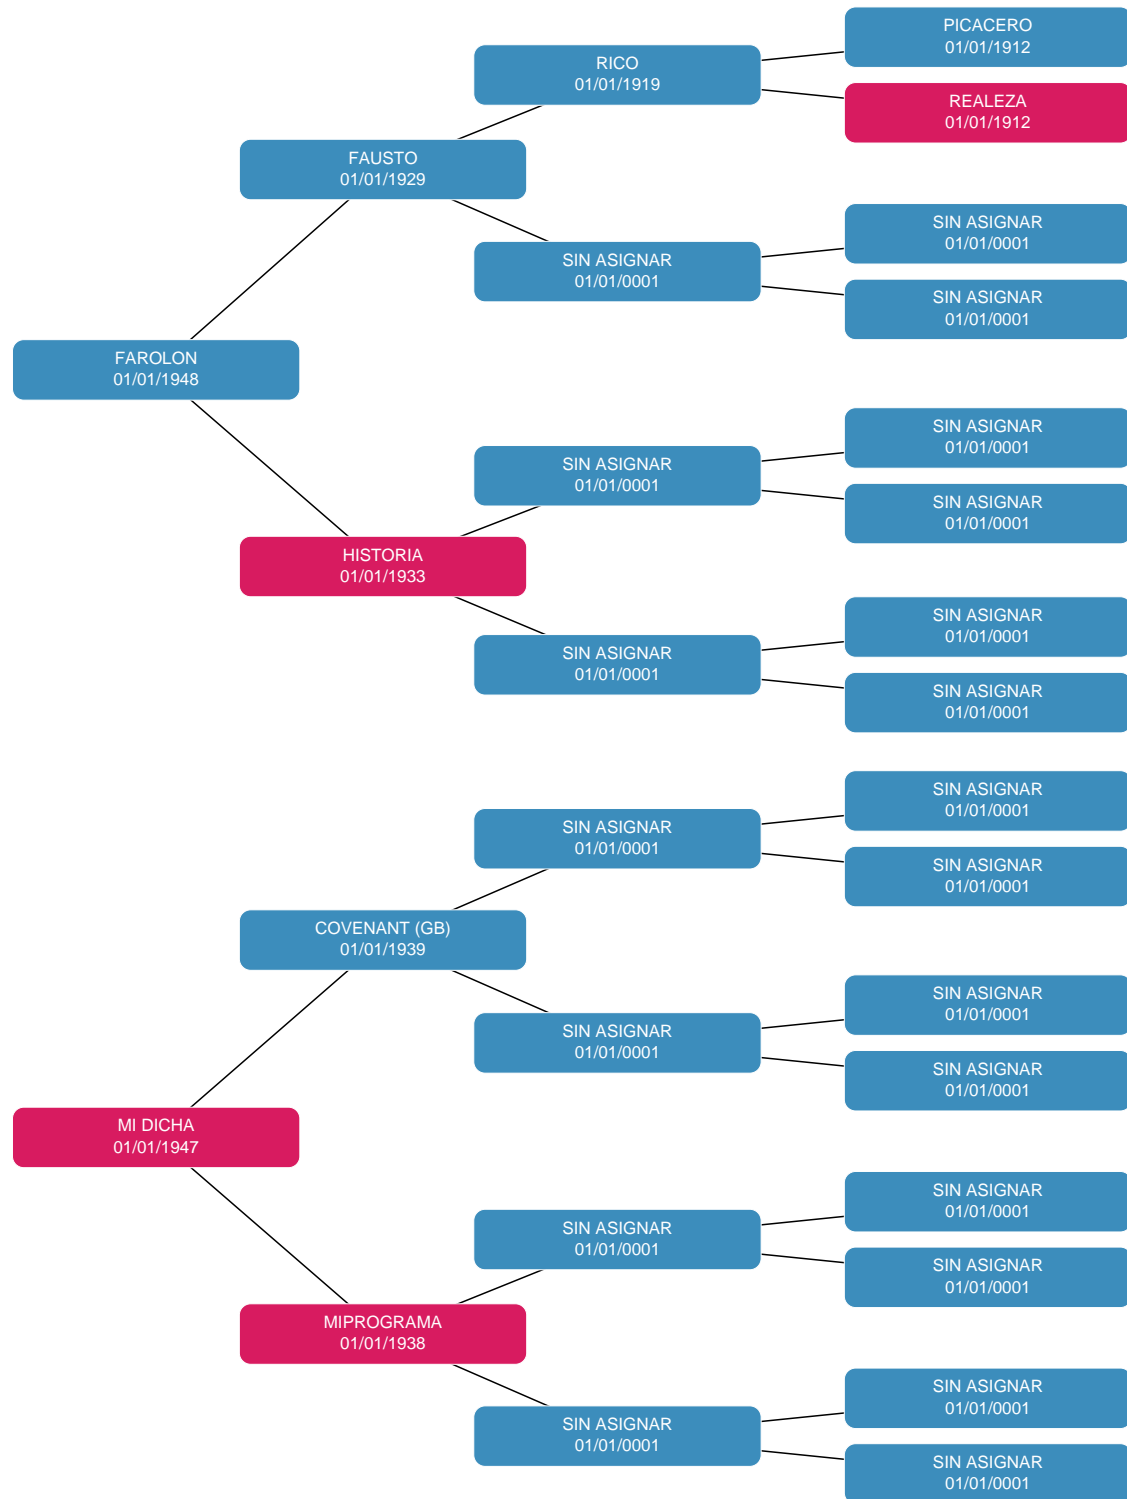 PICACERO
01/01/1912
RICO
01/01/1919
REALEZA
01/01/1912
FAUSTO
01/01/1929
SIN ASIGNAR
01/01/0001
SIN ASIGNAR
01/01/0001
SIN ASIGNAR
01/01/0001
FAROLON
01/01/1948
SIN ASIGNAR
01/01/0001
SIN ASIGNAR
01/01/0001
SIN ASIGNAR
01/01/0001
HISTORIA
01/01/1933
SIN ASIGNAR
01/01/0001
SIN ASIGNAR
01/01/0001
SIN ASIGNAR
01/01/0001
SIN ASIGNAR
01/01/0001
SIN ASIGNAR
01/01/0001
SIN ASIGNAR
01/01/0001
COVENANT (GB)
01/01/1939
SIN ASIGNAR
01/01/0001
SIN ASIGNAR
01/01/0001
SIN ASIGNAR
01/01/0001
MI DICHA
01/01/1947
SIN ASIGNAR
01/01/0001
SIN ASIGNAR
01/01/0001
SIN ASIGNAR
01/01/0001
MIPROGRAMA
01/01/1938
SIN ASIGNAR
01/01/0001
SIN ASIGNAR
01/01/0001
SIN ASIGNAR
01/01/0001